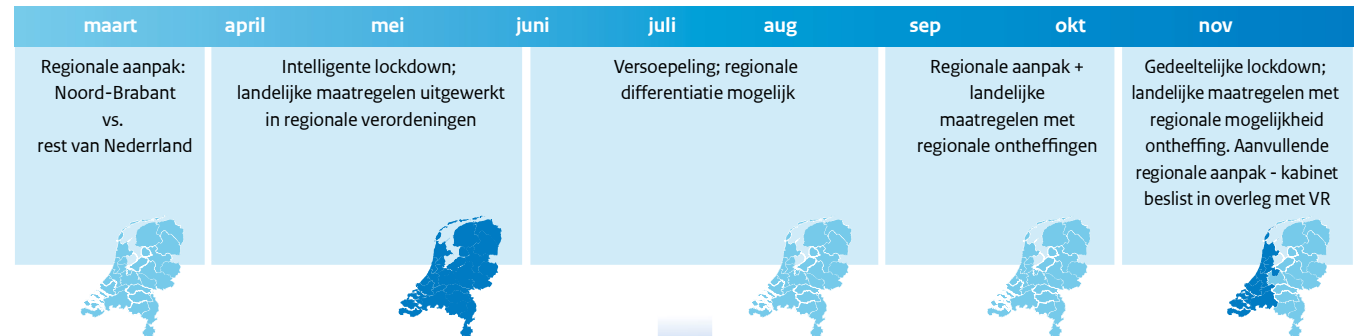 maart april mei juni juli aug sep okt nov
Regionale aanpak:
Noord-Brabant
vs.
rest van Nederrland
Intelligente lockdown;
landelijke maatregelen uitgewerkt
in regionale verordeningen
Versoepeling; regionale
differentiatie mogelijk
Regionale aanpak +
landelijke
maatregelen met
regionale ontheffingen
Gedeeltelijke lockdown;
landelijke maatregelen met
regionale mogelijkheid
ontheffing. Aanvullende
regionale aanpak - kabinet
beslist in overleg met VR